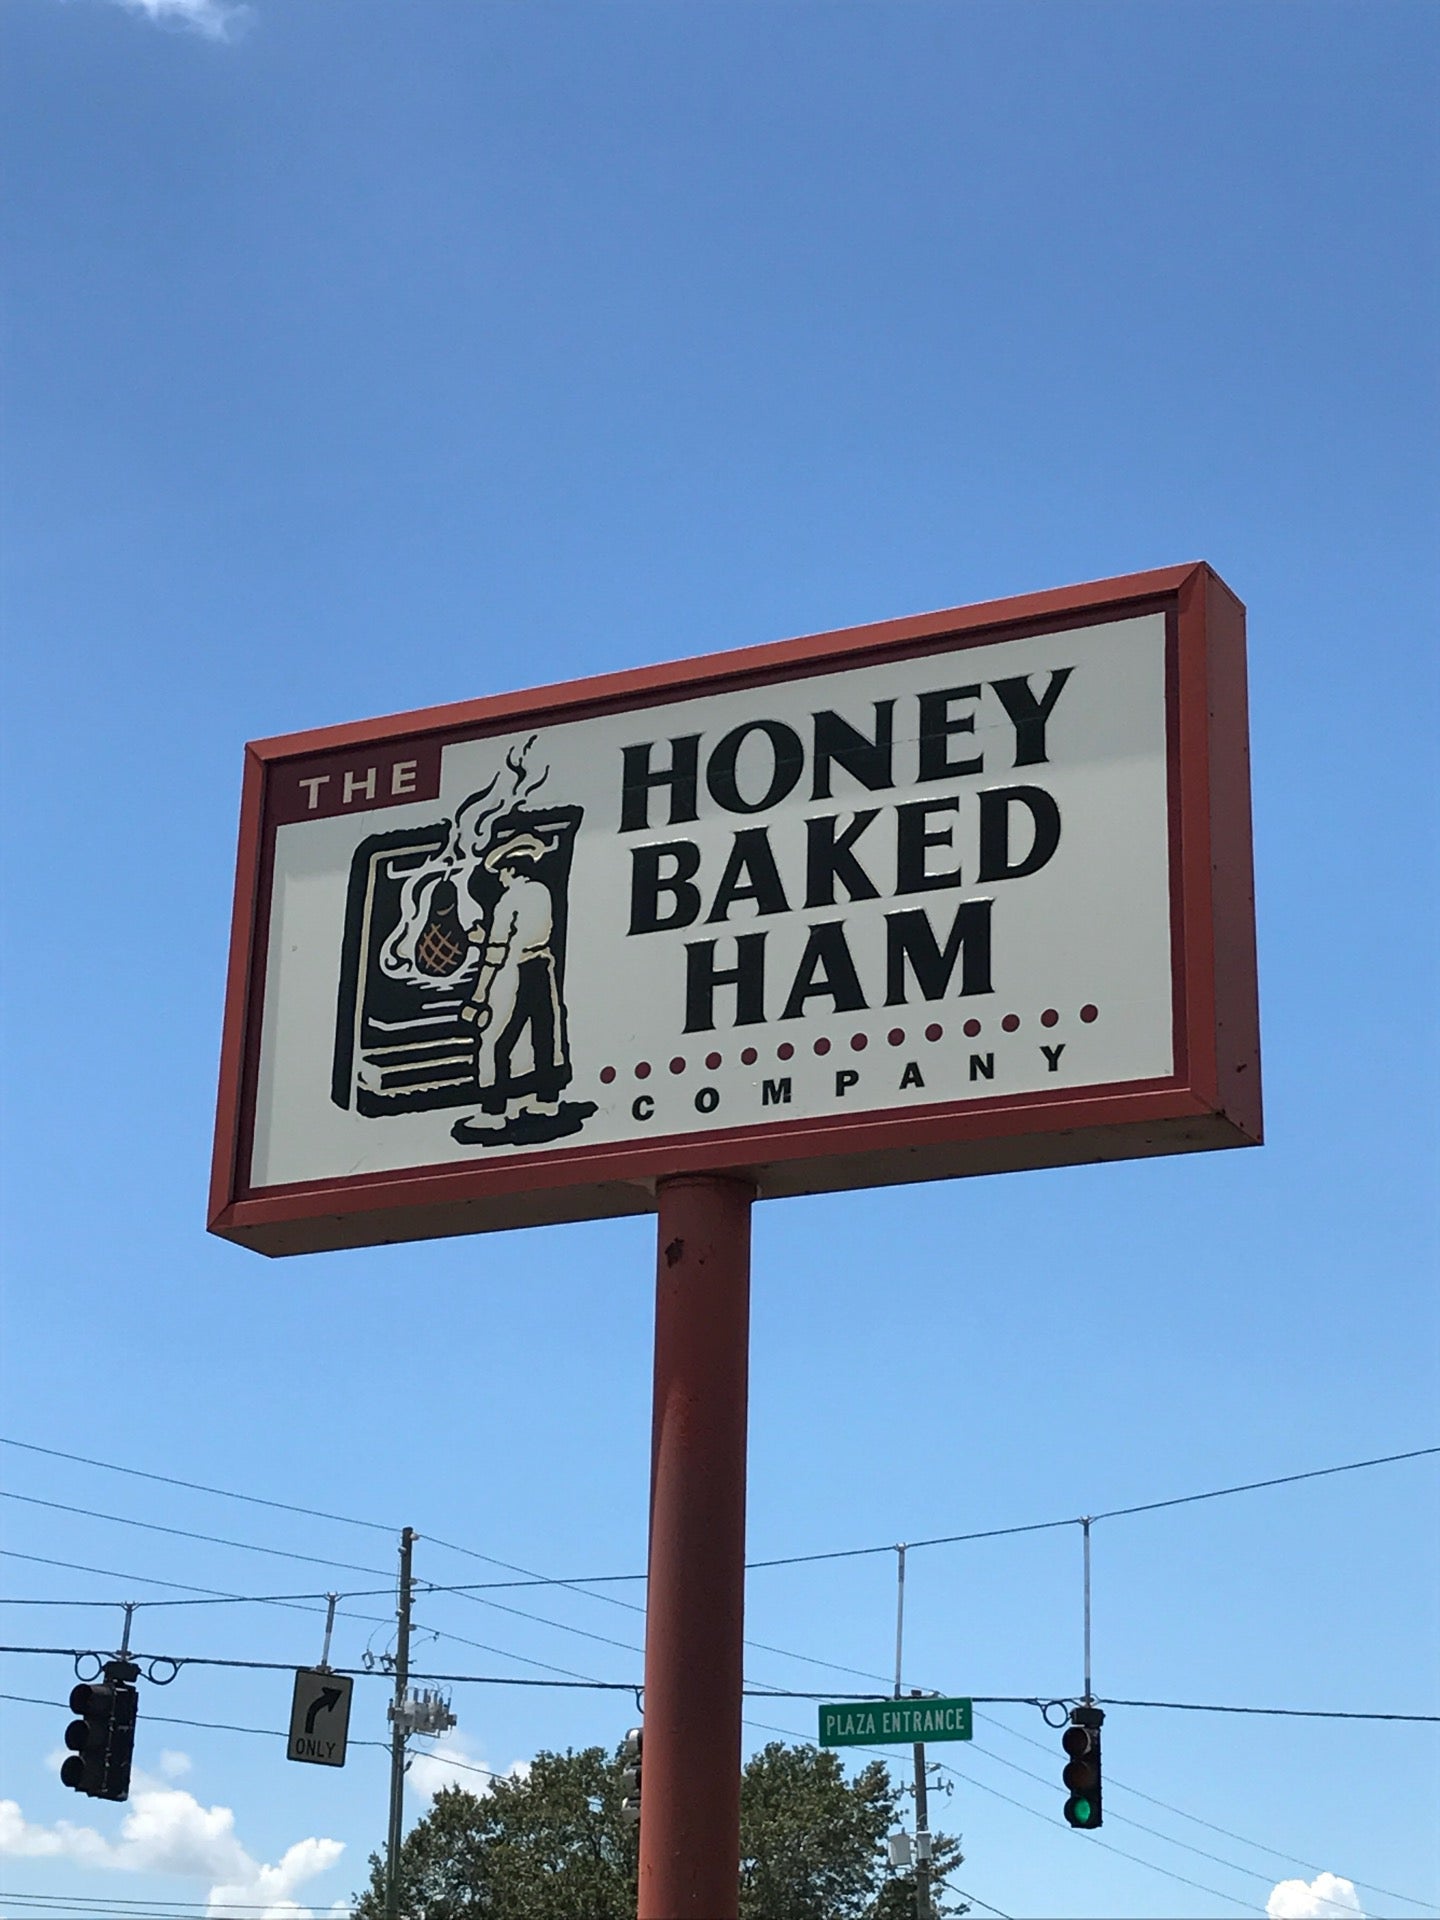 THE
HONEY
BAKED
HAM
COMPANY
ONLY
PLAZA ENTRANCE